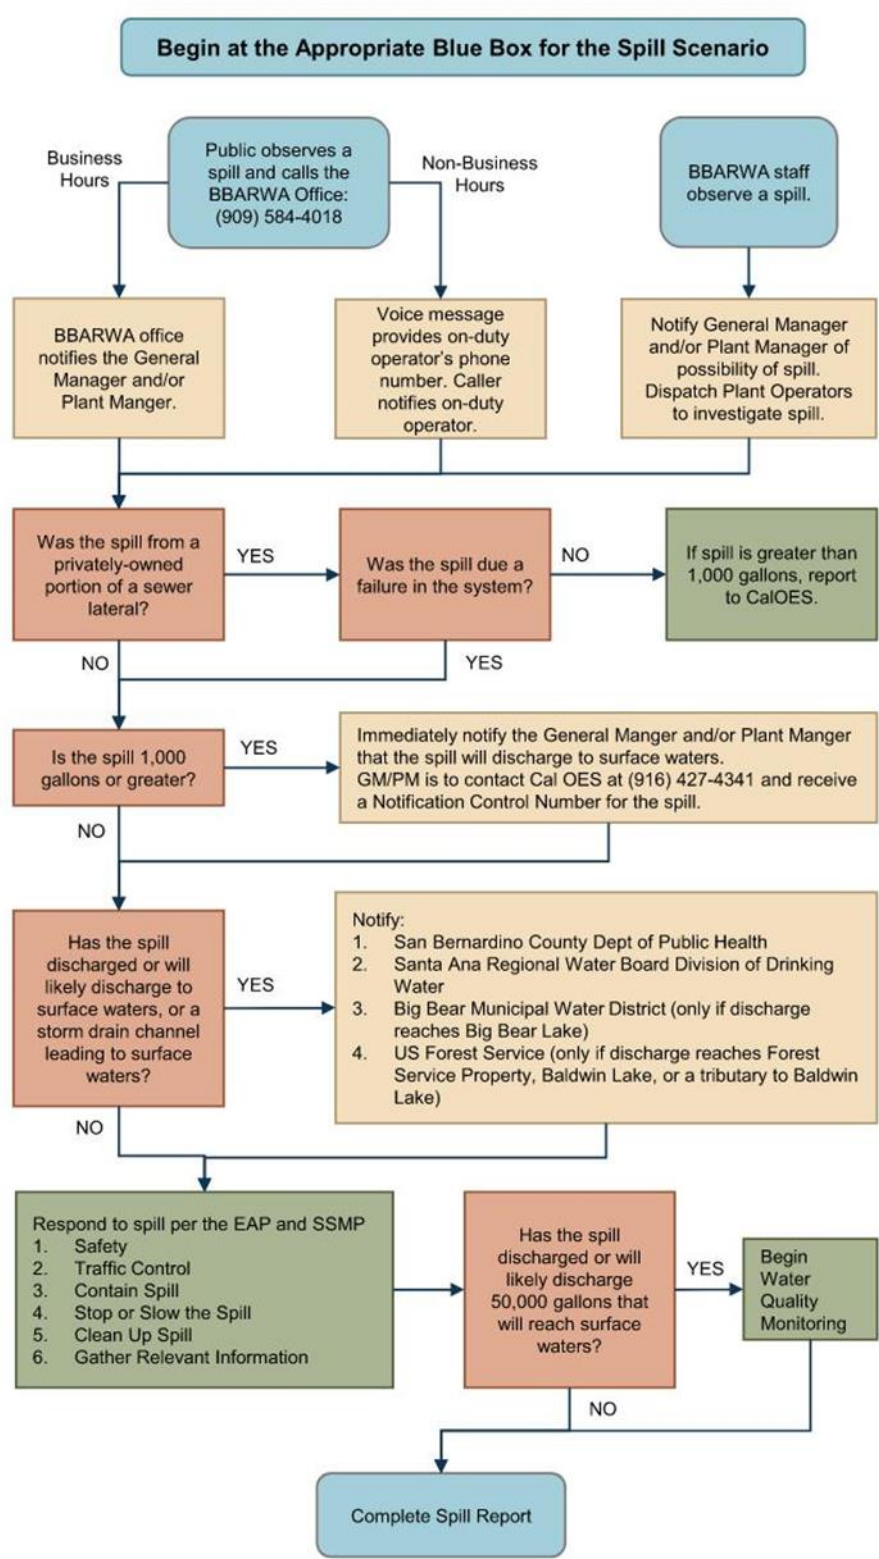 Begin at the Appropriate Blue Box for the Spill Scenario
Business
Hours
Public observes a
spill and calls the
BBARWA Office:
(909) 584-4018
Non-Business
Hours
BBARWA staff
observe a spill.
BBARWA office
notifies the General
Manager and/or
Plant Manger.
Voice message
provides on-duty
operator's phone
number. Caller
notifies on-duty
operator.
Notify General Manager
and/or Plant Manager of
possibility of spill.
Dispatch Plant Operators
to investigate spill.
Was the spill from a
privately-owned
portion of a sewer
lateral?
YES
Was the spill due a
failure in the system?
NO
If spill is greater than
1,000 gallons, report
to CalOES.
NO
YES
Is the spill 1,000
gallons or greater?
YES
Immediately notify the General Manger and/or Plant Manger
that the spill will discharge to surface waters.
GM/PM is to contact Cal OES at (916) 427-4341 and receive
a Notification Control Number for the spill.
NO
Has the spill
discharged or will
likely discharge to
surface waters, or a
storm drain channel
leading to surface
waters?
YES
Notify:
1. San Bernardino County Dept of Public Health
2. Santa Ana Regional Water Board Division of Drinking
Water
3. Big Bear Municipal Water District (only if discharge
reaches Big Bear Lake)
4. US Forest Service (only if discharge reaches Forest
Service Property, Baldwin Lake, or a tributary to Baldwin
Lake)
NO
Respond to spill per the EAP and SSMP
1. Safety
2. Traffic Control
3. Contain Spill
4. Stop or Slow the Spill
5. Clean Up Spill
6. Gather Relevant Information
Has the spill
discharged or will
likely discharge
50,000 gallons that
will reach surface
waters?
YES
Begin
Water
Quality
Monitoring
NO
Complete Spill Report